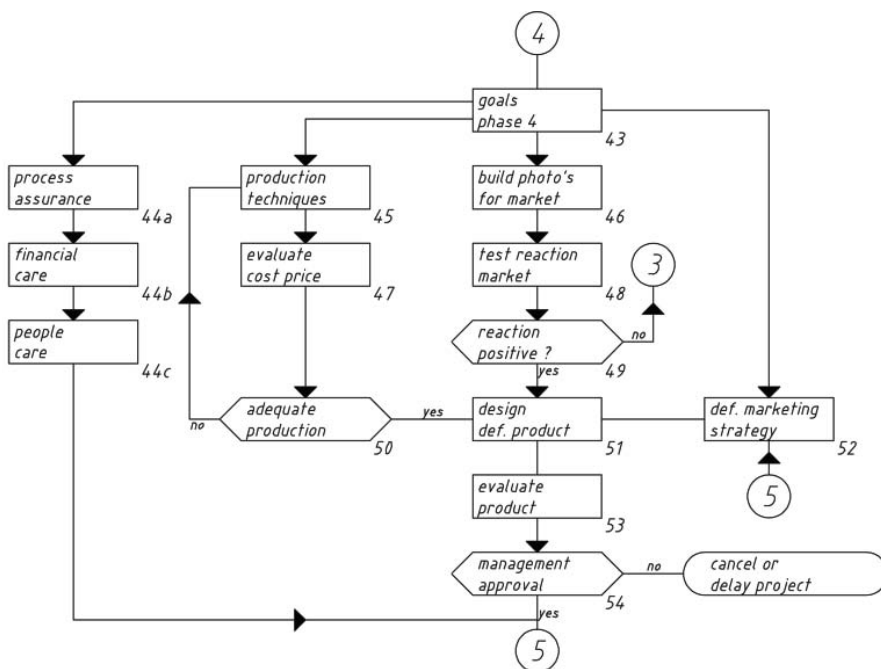 4
goals
phase 4
43
process
assurance
44a
production
techniques
45
build photo's
for market
46
financial
care
44b
evaluate
cost price
47
test reaction
market
48
3
people
care
44c
reaction
positive ?
49
no
yes
no
adequate
production
50
yes
design
def. product
51
def. marketing
strategy
52
evaluate
product
53
5
management
approval
54
no
cancel or
delay project
yes
5